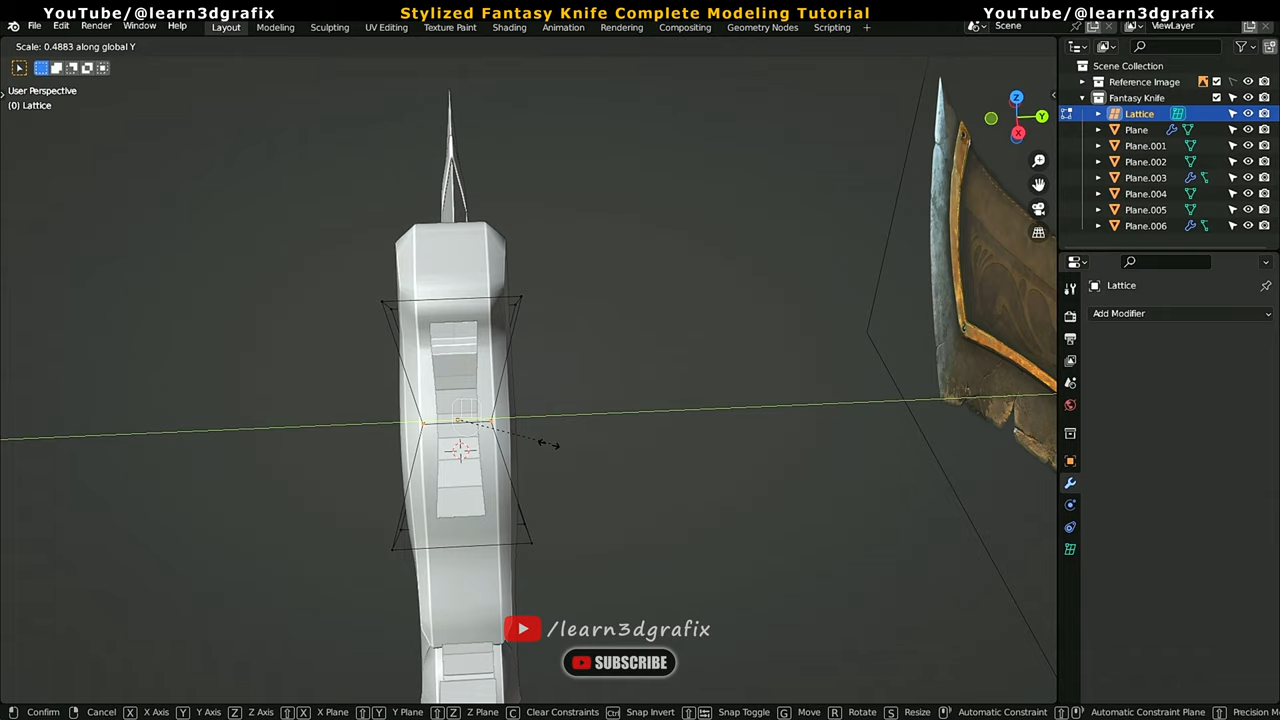 YouTube/@learn3dgrafix
Stylized Fantasy Knife Complete Modeling Tutorial
YouTube/@learn3dgrafix
File Edit Render Window Help
Layout Modeling Sculpting UV Editing Texture Paint Shading Animation Rendering Compositing Geometry Nodes Scripting +
Scene
ViewLayer
Scale: 0.4883 along global Y
User Perspective
(0) Lattice
Z
Y
X
Scene Collection
Reference Image
Fantasy Knife
Lattice
Plane
Plane.001
Plane.002
Plane.003
Plane.004
Plane.005
Plane.006
Lattice
Add Modifier
/learn3dgrafix
SUBSCRIBE
Confirm Cancel X X Axis Y Y Axis Z Z Axis X X Plane Y Y Plane Z Z Plane C Clear Constraints Ctrl Snap Invert Snap Toggle G Move R Rotate S Resize Automatic Constraint Automatic Constraint Plane Precision M